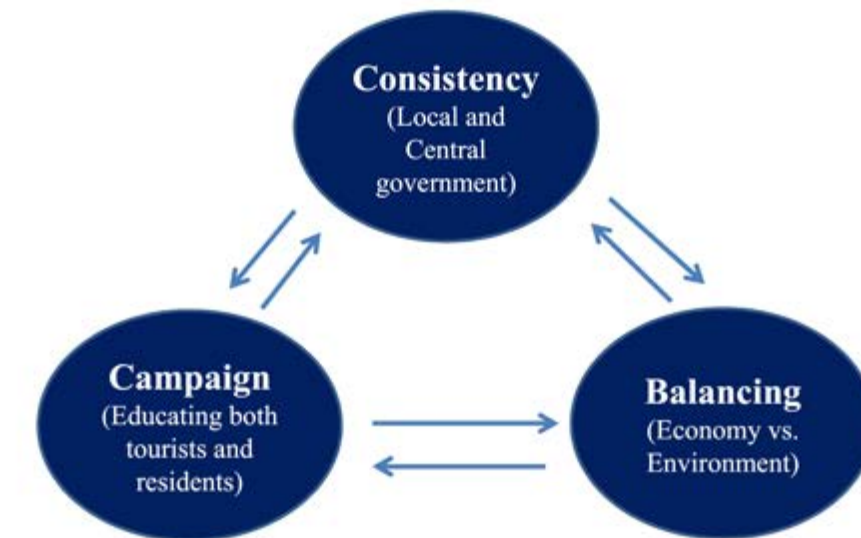 Consistency
(Local and
Central
government)
Campaign
(Educating both
tourists and
residents)
Balancing
(Economy vs.
Environment)